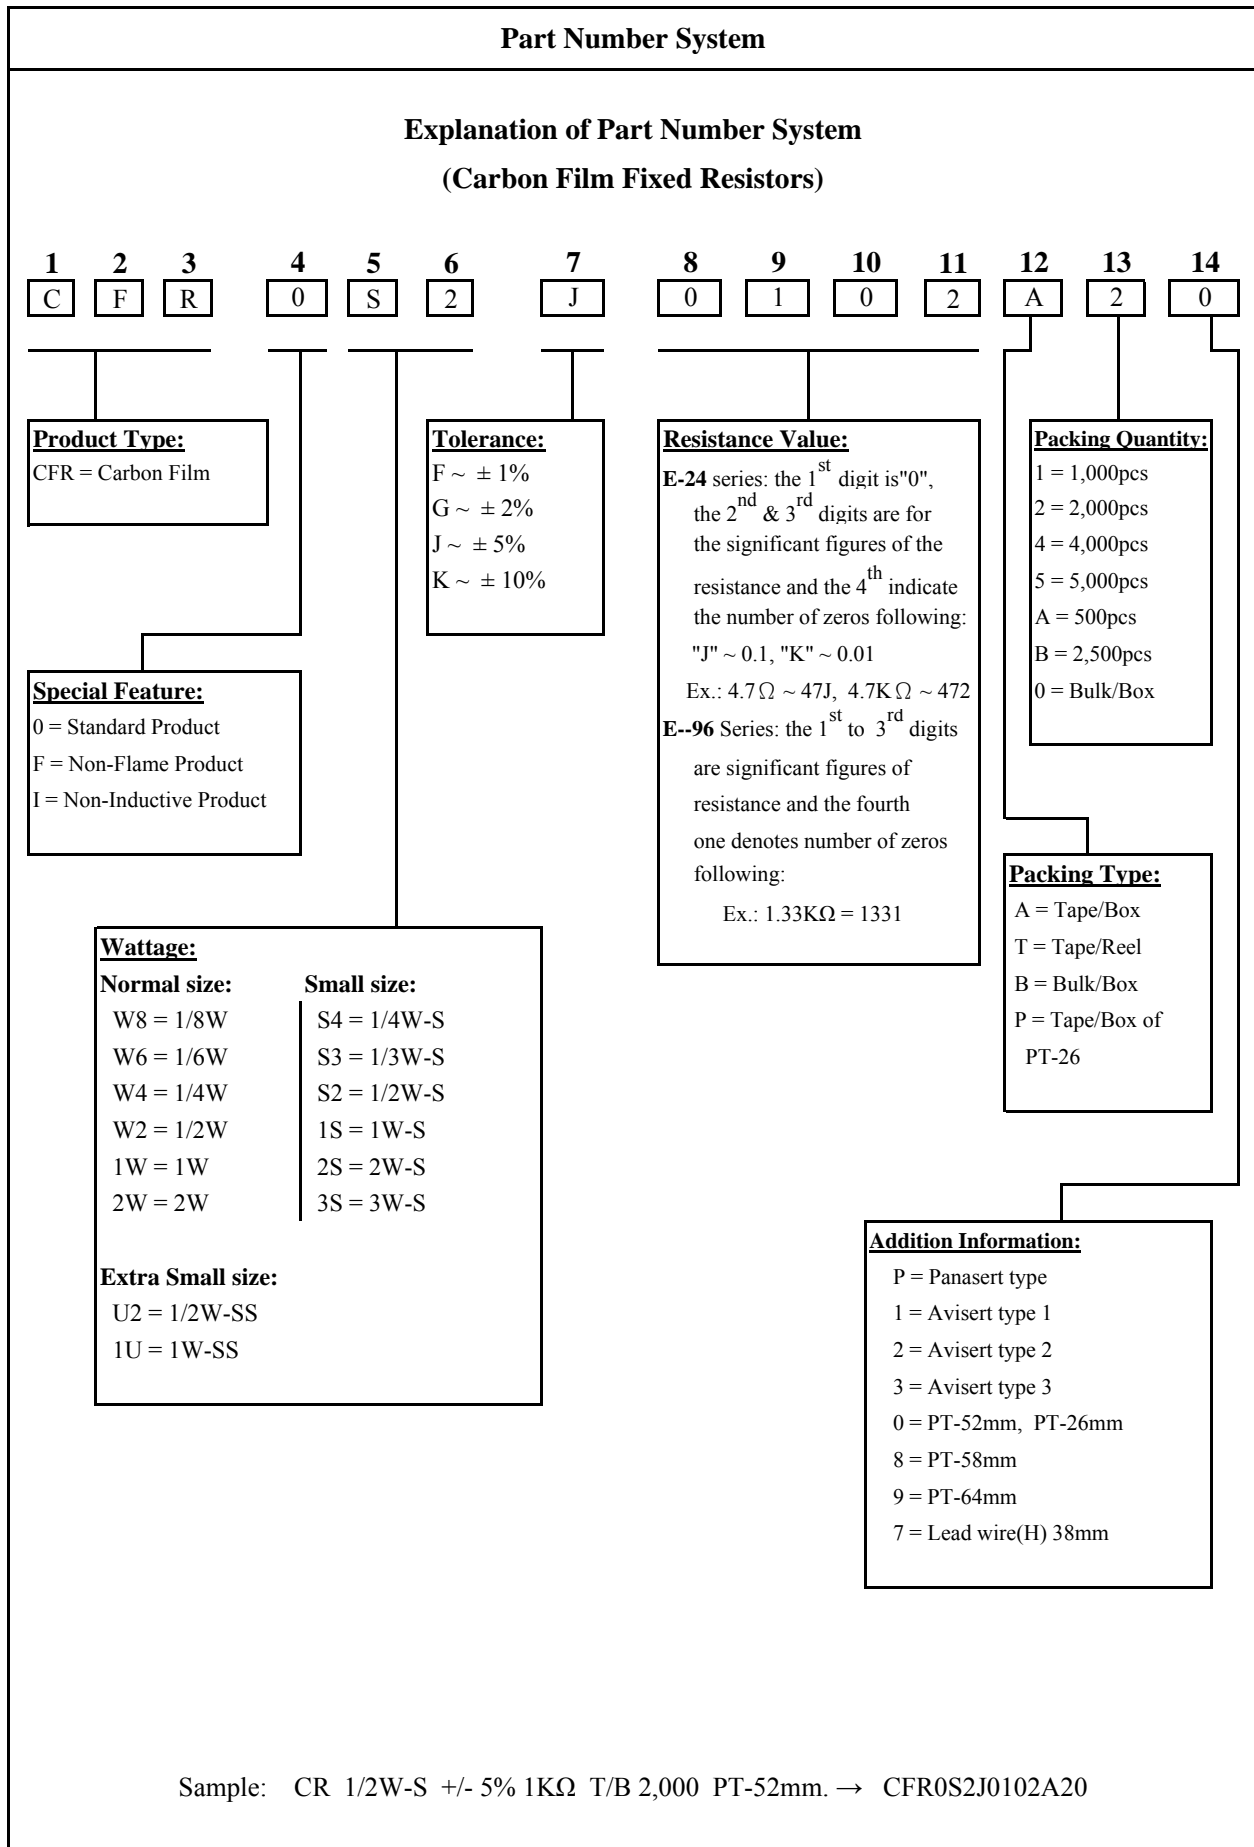 Part Number System
Explanation of Part Number System
(Carbon Film Fixed Resistors)
1 2 3 4 5 6 7 8 9 10 11 12 13 14
C F R 0 S 2 J 0 1 0 2 A 2 0
Product Type:
CFR = Carbon Film
Tolerance:
F ~ ± 1%
G ~ ± 2%
J ~ ± 5%
K ~ ± 10%
Resistance Value:
E-24 series: the 1st digit is"0",
the 2nd & 3rd digits are for
the significant figures of the
resistance and the 4th indicate
the number of zeros following:
"J" ~ 0.1, "K" ~ 0.01
Ex.: 4.7Ω ~ 47J, 4.7KΩ ~ 472
E--96 Series: the 1st to 3rd digits
are significant figures of
resistance and the fourth
one denotes number of zeros
following:
Ex.: 1.33KΩ = 1331
Packing Quantity:
1 = 1,000pcs
2 = 2,000pcs
4 = 4,000pcs
5 = 5,000pcs
A = 500pcs
B = 2,500pcs
0 = Bulk/Box
Special Feature:
0 = Standard Product
F = Non-Flame Product
I = Non-Inductive Product
Packing Type:
A = Tape/Box
T = Tape/Reel
B = Bulk/Box
P = Tape/Box of
PT-26
Wattage:
Normal size: Small size:
W8 = 1/8W S4 = 1/4W-S
W6 = 1/6W S3 = 1/3W-S
W4 = 1/4W S2 = 1/2W-S
W2 = 1/2W 1S = 1W-S
1W = 1W 2S = 2W-S
2W = 2W 3S = 3W-S
Extra Small size:
U2 = 1/2W-SS
1U = 1W-SS
Addition Information:
P = Panasert type
1 = Avisert type 1
2 = Avisert type 2
3 = Avisert type 3
0 = PT-52mm, PT-26mm
8 = PT-58mm
9 = PT-64mm
7 = Lead wire(H) 38mm
Sample: CR 1/2W-S +/- 5% 1KΩ T/B 2,000 PT-52mm. → CFR0S2J0102A20